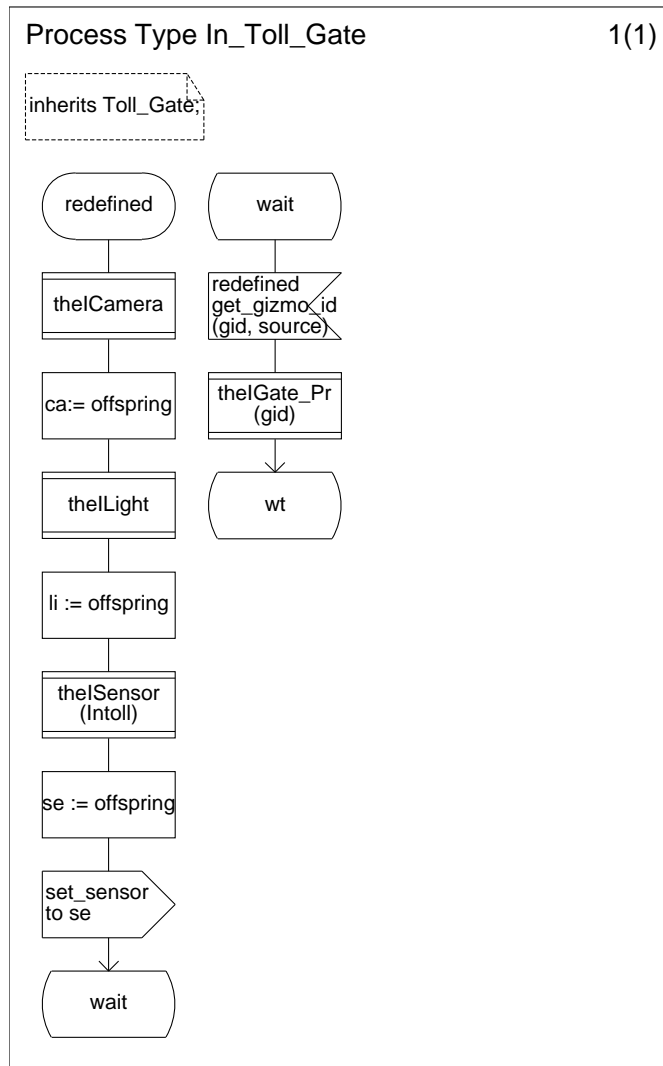 Process Type In_Toll_Gate
1(1)
inherits Toll_Gate;
redefined
theICamera
ca:= offspring
theILight
li := offspring
theISensor
(Intoll)
se := offspring
set_sensor
to se
wait
wait
redefined
get_gizmo_id
(gid, source)
theIGate_Pr
(gid)
wt